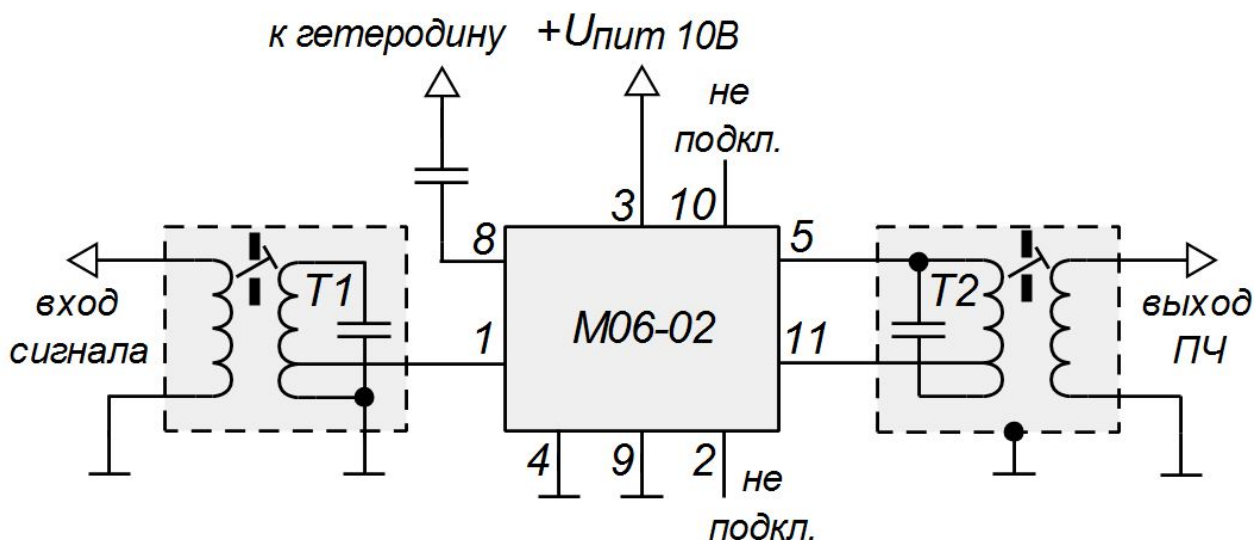 к гетеродину
+Uпит 10В
не
подкл.
3
10
8
5
T1
T2
вход
сигнала
1
М06-02
11
выход
ПЧ
4
9
2
не
подкл.